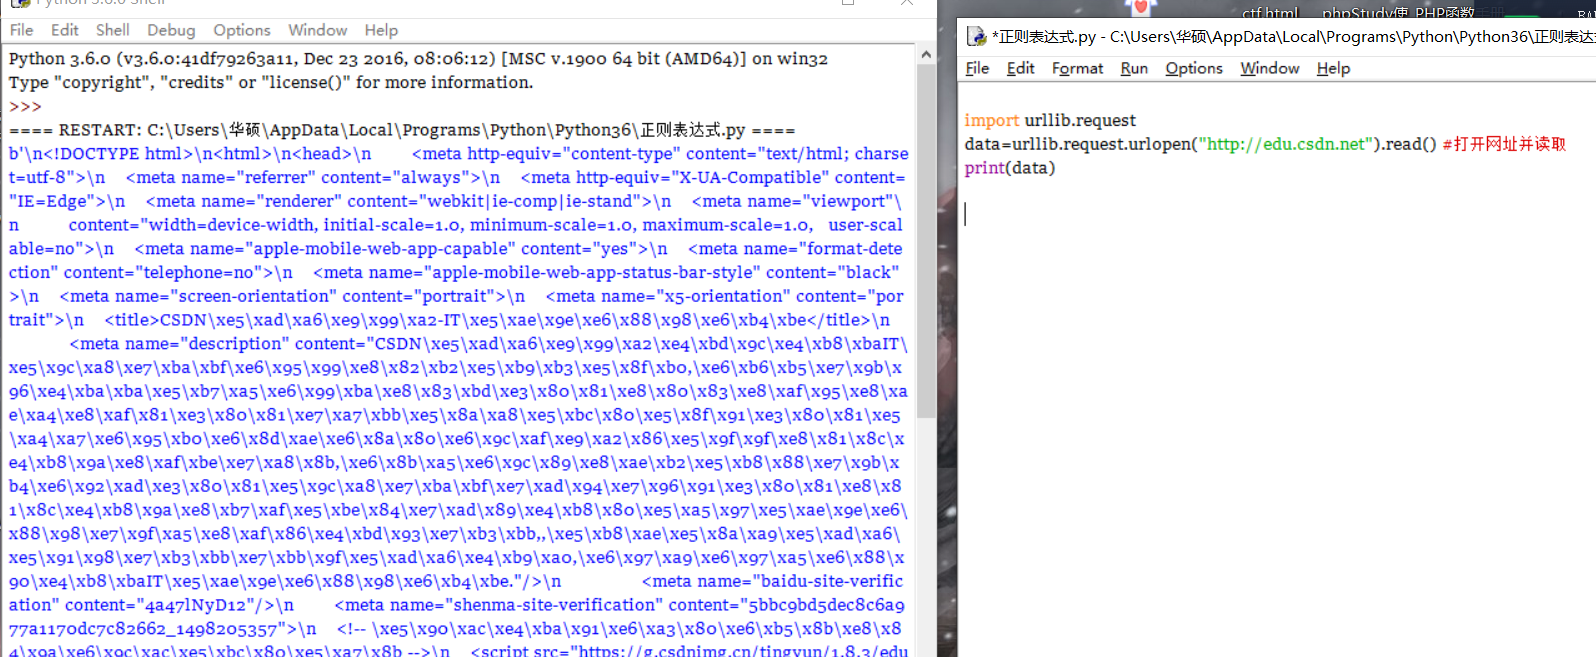 File Edit Shell Debug Options Window Help
Python 3.6.0 (v3.6.0:41df79263a11, Dec 23 2016, 08:06:12) [MSC v.1900 64 bit (AMD64)] on win32
Type "copyright", "credits" or "license()" for more information.
>>>
==== RESTART: C:\Users\华硕\AppData\Local\Programs\Python\Python36\正则表达式.py ====
b'\n<!DOCTYPE html>\n<html>\n<head>\n    <meta http-equiv="content-type" content="text/html; charse
t=utf-8">\n    <meta name="referrer" content="always">\n    <meta http-equiv="X-UA-Compatible" content=
"IE=Edge">\n    <meta name="renderer" content="webkit|ie-comp|ie-stand">\n    <meta name="viewport"\
n        content="width=device-width, initial-scale=1.0, minimum-scale=1.0, maximum-scale=1.0,   user-scal
able=no">\n    <meta name="apple-mobile-web-app-capable" content="yes">\n    <meta name="format-dete
ction" content="telephone=no">\n    <meta name="apple-mobile-web-app-status-bar-style" content="black"
>\n    <meta name="screen-orientation" content="portrait">\n    <meta name="x5-orientation" content="por
trait">\n    <title>CSDN\xe5\xad\xa6\xe9\x99\xa2-IT\xe5\xae\x9e\xe6\x88\x98\xe6\xb4\xbe</title>\n
<meta name="description" content="CSDN\xe5\xad\xa6\xe9\x99\xa2\xe4\xbd\x9c\xe4\xb8\xbaIT\
xe5\x9c\xa8\xe7\xba\xbf\xe6\x95\x99\xe8\x82\xb2\xe5\xb9\xb3\xe5\x8f\xb0,\xe6\xb6\xb5\xe7\x9b\x
96\xe4\xba\xba\xe5\xb7\xa5\xe6\x99\xba\xe8\x83\xbd\xe3\x80\x81\xe8\x80\x83\xe8\xaf\x95\xe8\xa
e\xa4\xe8\xaf\x81\xe3\x80\x81\xe7\xa7\xbb\xe5\x8a\xa8\xe5\xbc\x80\xe5\x8f\x91\xe3\x80\x81\xe5
\xa4\xa7\xe6\x95\xb0\xe6\x8d\xae\xe6\x8a\x80\xe6\x9c\xaf\xe9\xa2\x86\xe5\x9f\x9f\xe8\x81\x8c\x
e4\xb8\x9a\xe8\xaf\xbe\xe7\xa8\x8b,\xe6\x8b\xa5\xe6\x9c\x89\xe8\xae\xb2\xe5\xb8\x88\xe7\x9b\x
b4\xe6\x92\xad\xe3\x80\x81\xe5\x9c\xa8\xe7\xba\xbf\xe7\xad\x94\xe7\x96\x91\xe3\x80\x81\xe8\x8
1\x8c\xe4\xb8\x9a\xe8\xb7\xaf\xe5\xbe\x84\xe7\xad\x89\xe4\xb8\x80\xe5\xa5\x97\xe5\xae\x9e\xe6\
x88\x98\xe7\x9f\xa5\xe8\xaf\x86\xe4\xbd\x93\xe7\xb3\xbb,,\xe5\xb8\xae\xe5\x8a\xa9\xe5\xad\xa6\
xe5\x91\x98\xe7\xb3\xbb\xe7\xbb\x9f\xe5\xad\xa6\xe4\xb9\xa0,\xe6\x97\xa9\xe6\x97\xa5\xe6\x88\x
90\xe4\xb8\xbaIT\xe5\xae\x9e\xe6\x88\x98\xe6\xb4\xbe."/>\n        <meta name="baidu-site-verific
ation" content="4a47lNyD12"/>\n    <meta name="shenma-site-verification" content="5bbc9bd5dec8c6a9
77a1170dc7c82662_1498205357">\n    <!-- \xe5\x90\xac\xe4\xba\x91\xe6\xa3\x80\xe6\xb5\x8b\xe8\x8
4\x9a\xe6\x9c\xac\xe5\xbc\x80\xe5\xa7\x8b -->\n    <script src="https://g.csdnimg.cn/tingyun/1.8.3/edu
ctf.html phpStudy使 PHP函数
*正则表达式.py - C:\Users\华硕\AppData\Local\Programs\Python\Python36\正则表达
File Edit Format Run Options Window Help
import urllib.request
data=urllib.request.urlopen("http://edu.csdn.net").read() #打开网址并读取
print(data)